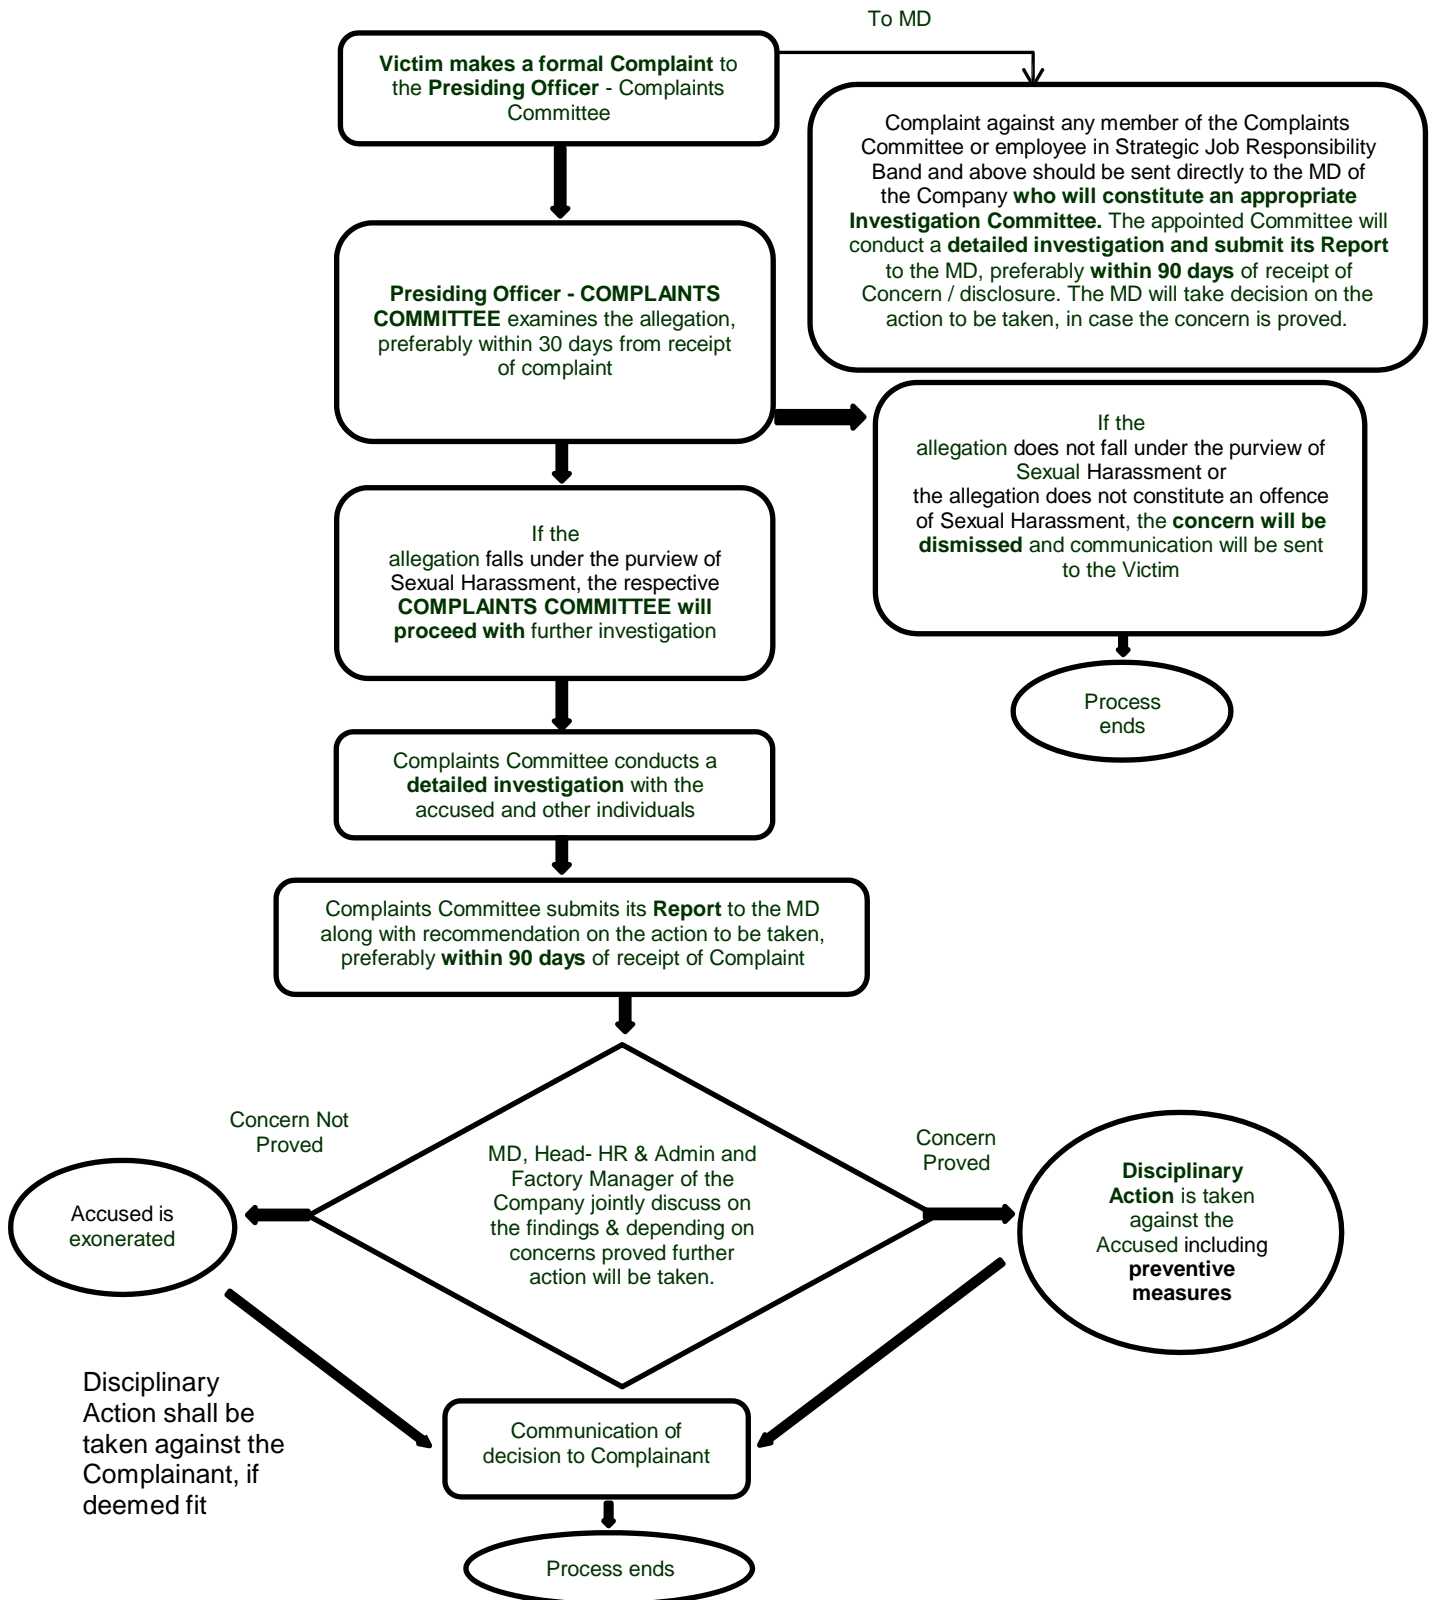 To MD
Victim makes a formal Complaint to
the Presiding Officer - Complaints
Committee
Complaint against any member of the Complaints
Committee or employee in Strategic Job Responsibility
Band and above should be sent directly to the MD of
the Company who will constitute an appropriate
Investigation Committee. The appointed Committee will
conduct a detailed investigation and submit its Report
to the MD, preferably within 90 days of receipt of
Concern / disclosure. The MD will take decision on the
action to be taken, in case the concern is proved.
Presiding Officer - COMPLAINTS
COMMITTEE examines the allegation,
preferably within 30 days from receipt
of complaint
If the
allegation does not fall under the purview of
Sexual Harassment or
the allegation does not constitute an offence
of Sexual Harassment, the concern will be
dismissed and communication will be sent
to the Victim
If the
allegation falls under the purview of
Sexual Harassment, the respective
COMPLAINTS COMMITTEE will
proceed with further investigation
Process
ends
Complaints Committee conducts a
detailed investigation with the
accused and other individuals
Complaints Committee submits its Report to the MD
along with recommendation on the action to be taken,
preferably within 90 days of receipt of Complaint
Concern Not
Proved
MD, Head- HR & Admin and
Factory Manager of the
Company jointly discuss on
the findings & depending on
concerns proved further
action will be taken.
Concern
Proved
Accused is
exonerated
Disciplinary
Action is taken
against the
Accused including
preventive
measures
Disciplinary
Action shall be
taken against the
Complainant, if
deemed fit
Communication of
decision to Complainant
Process ends